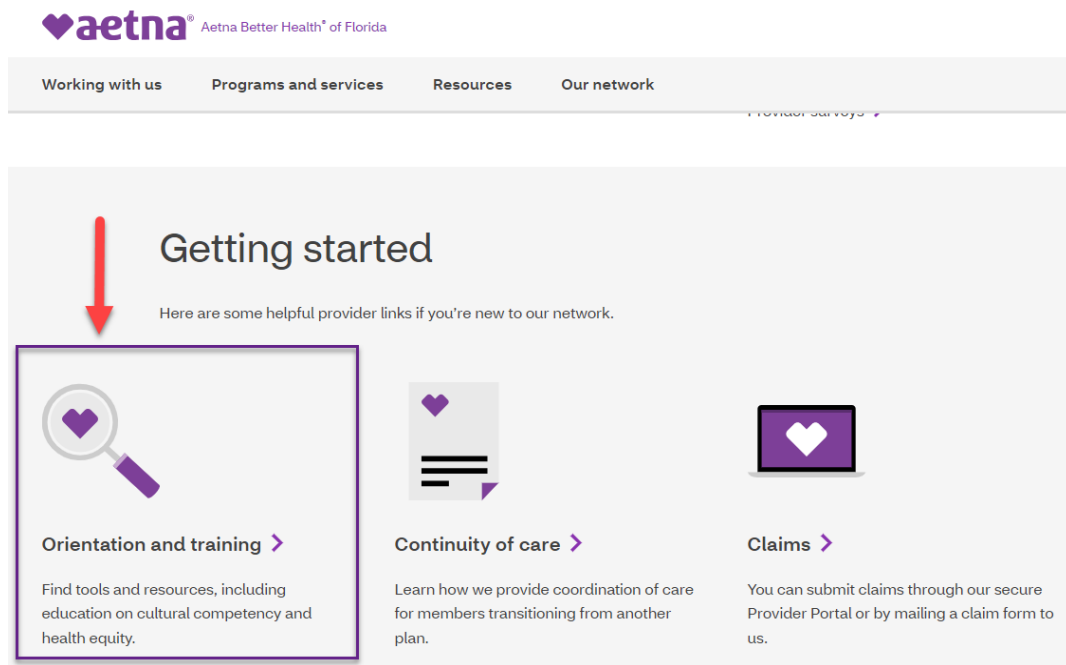 aetna® Aetna Better Health® of Florida
Working with us Programs and services Resources Our network
Provider surveys >
Getting started
Here are some helpful provider links if you’re new to our network.
Orientation and training >
Find tools and resources, including
education on cultural competency and
health equity.
Continuity of care >
Learn how we provide coordination of care
for members transitioning from another
plan.
Claims >
You can submit claims through our secure
Provider Portal or by mailing a claim form to
us.